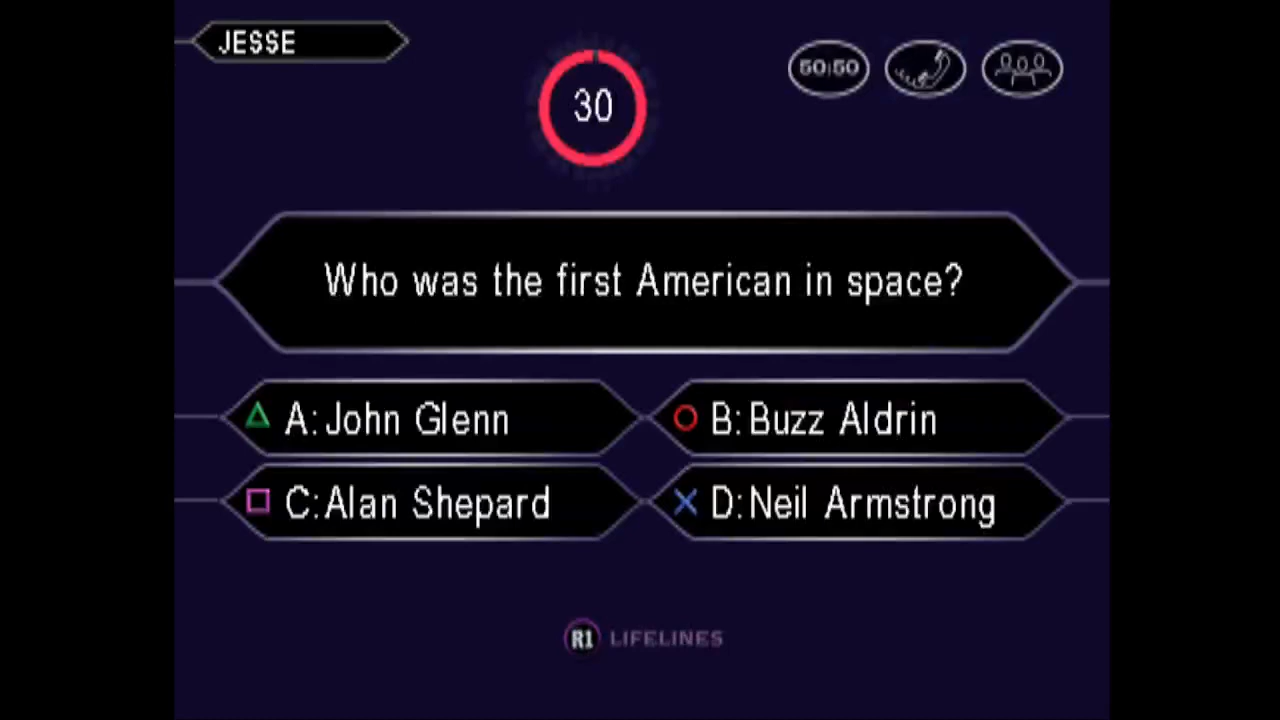 JESSE
30
50:50
Who was the first American in space?
A: John Glenn
B: Buzz Aldrin
C: Alan Shepard
D: Neil Armstrong
R1 LIFELINES